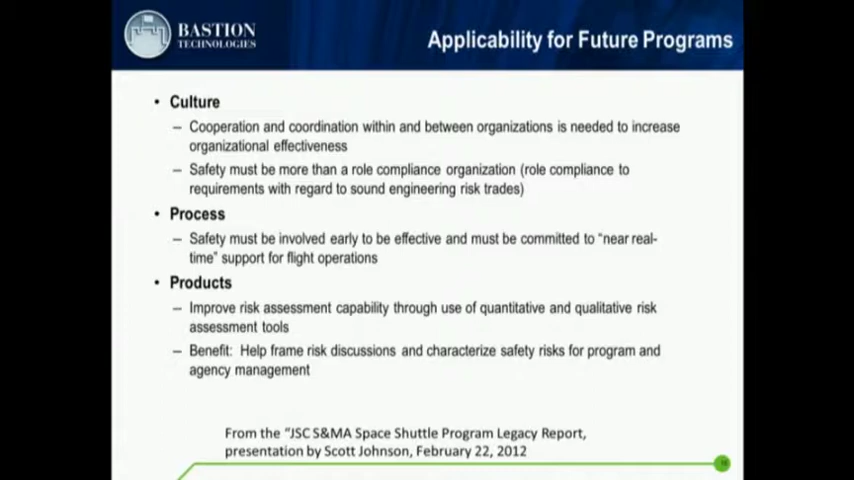 BASTION
TECHNOLOGIES
Applicability for Future Programs
• Culture
– Cooperation and coordination within and between organizations is needed to increase
organizational effectiveness
– Safety must be more than a role compliance organization (role compliance to
requirements with regard to sound engineering risk trades)
• Process
– Safety must be involved early to be effective and must be committed to “near real-
time” support for flight operations
• Products
– Improve risk assessment capability through use of quantitative and qualitative risk
assessment tools
– Benefit: Help frame risk discussions and characterize safety risks for program and
agency management
From the “JSC S&MA Space Shuttle Program Legacy Report,
presentation by Scott Johnson, February 22, 2012